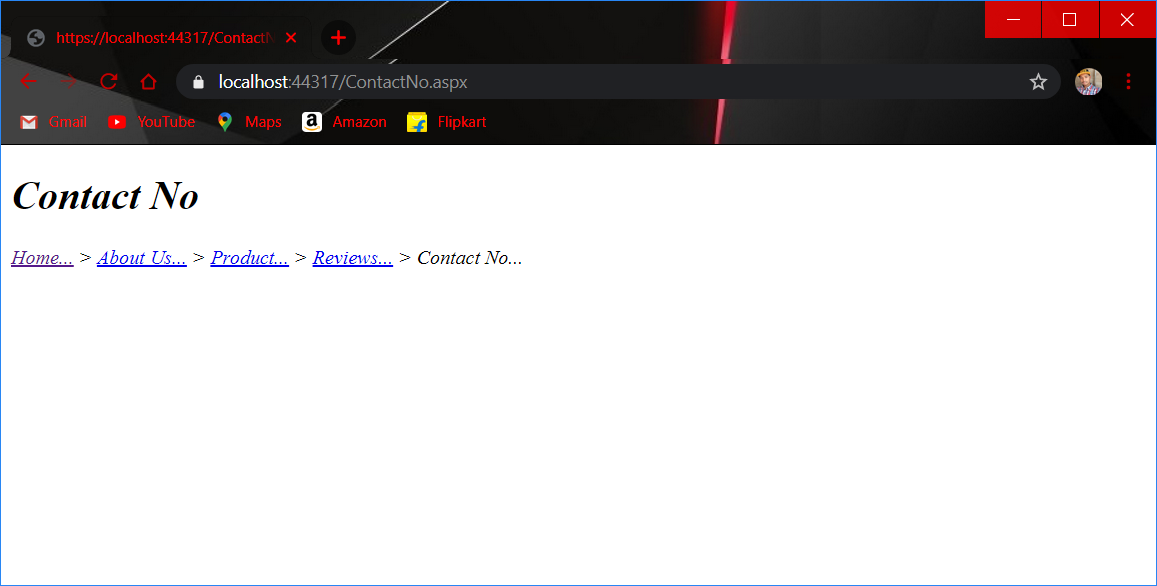 https://localhost:44317/ContactN
localhost:44317/ContactNo.aspx
Gmail YouTube Maps Amazon Flipkart
Contact No
Home... > About Us... > Product... > Reviews... > Contact No...